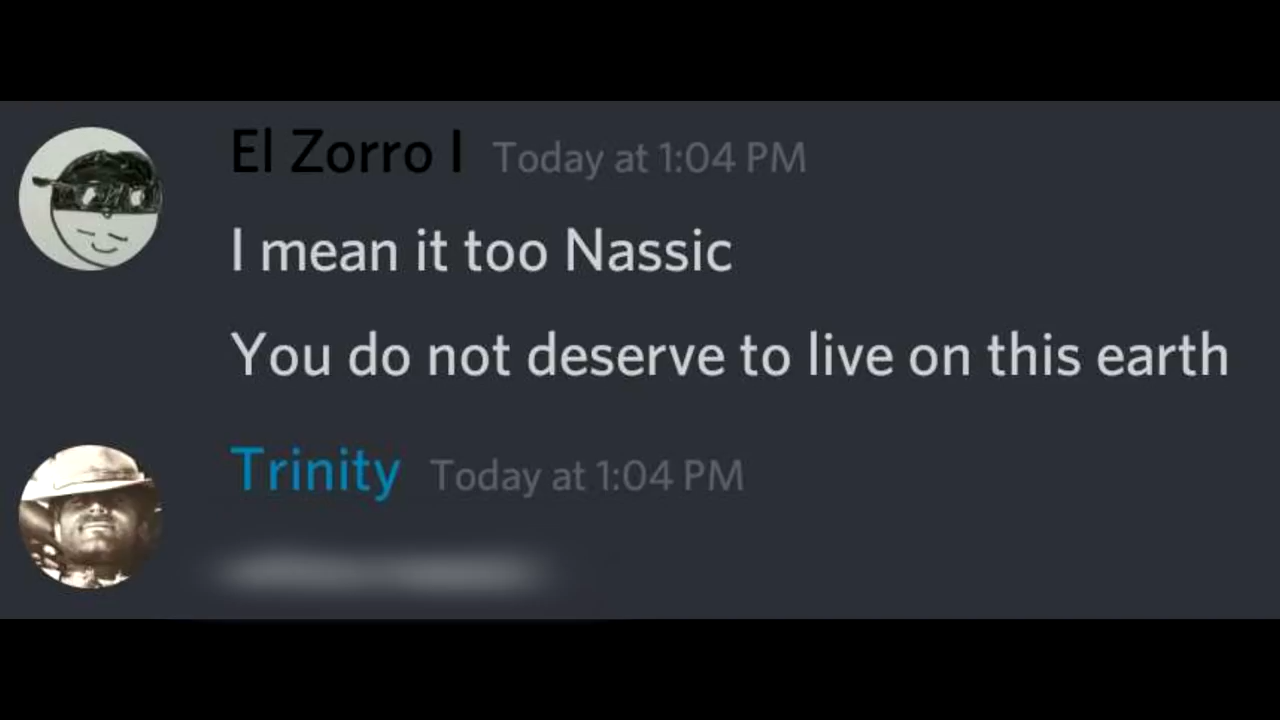 El Zorro I Today at 1:04 PM
I mean it too Nassic
You do not deserve to live on this earth
Trinity Today at 1:04 PM